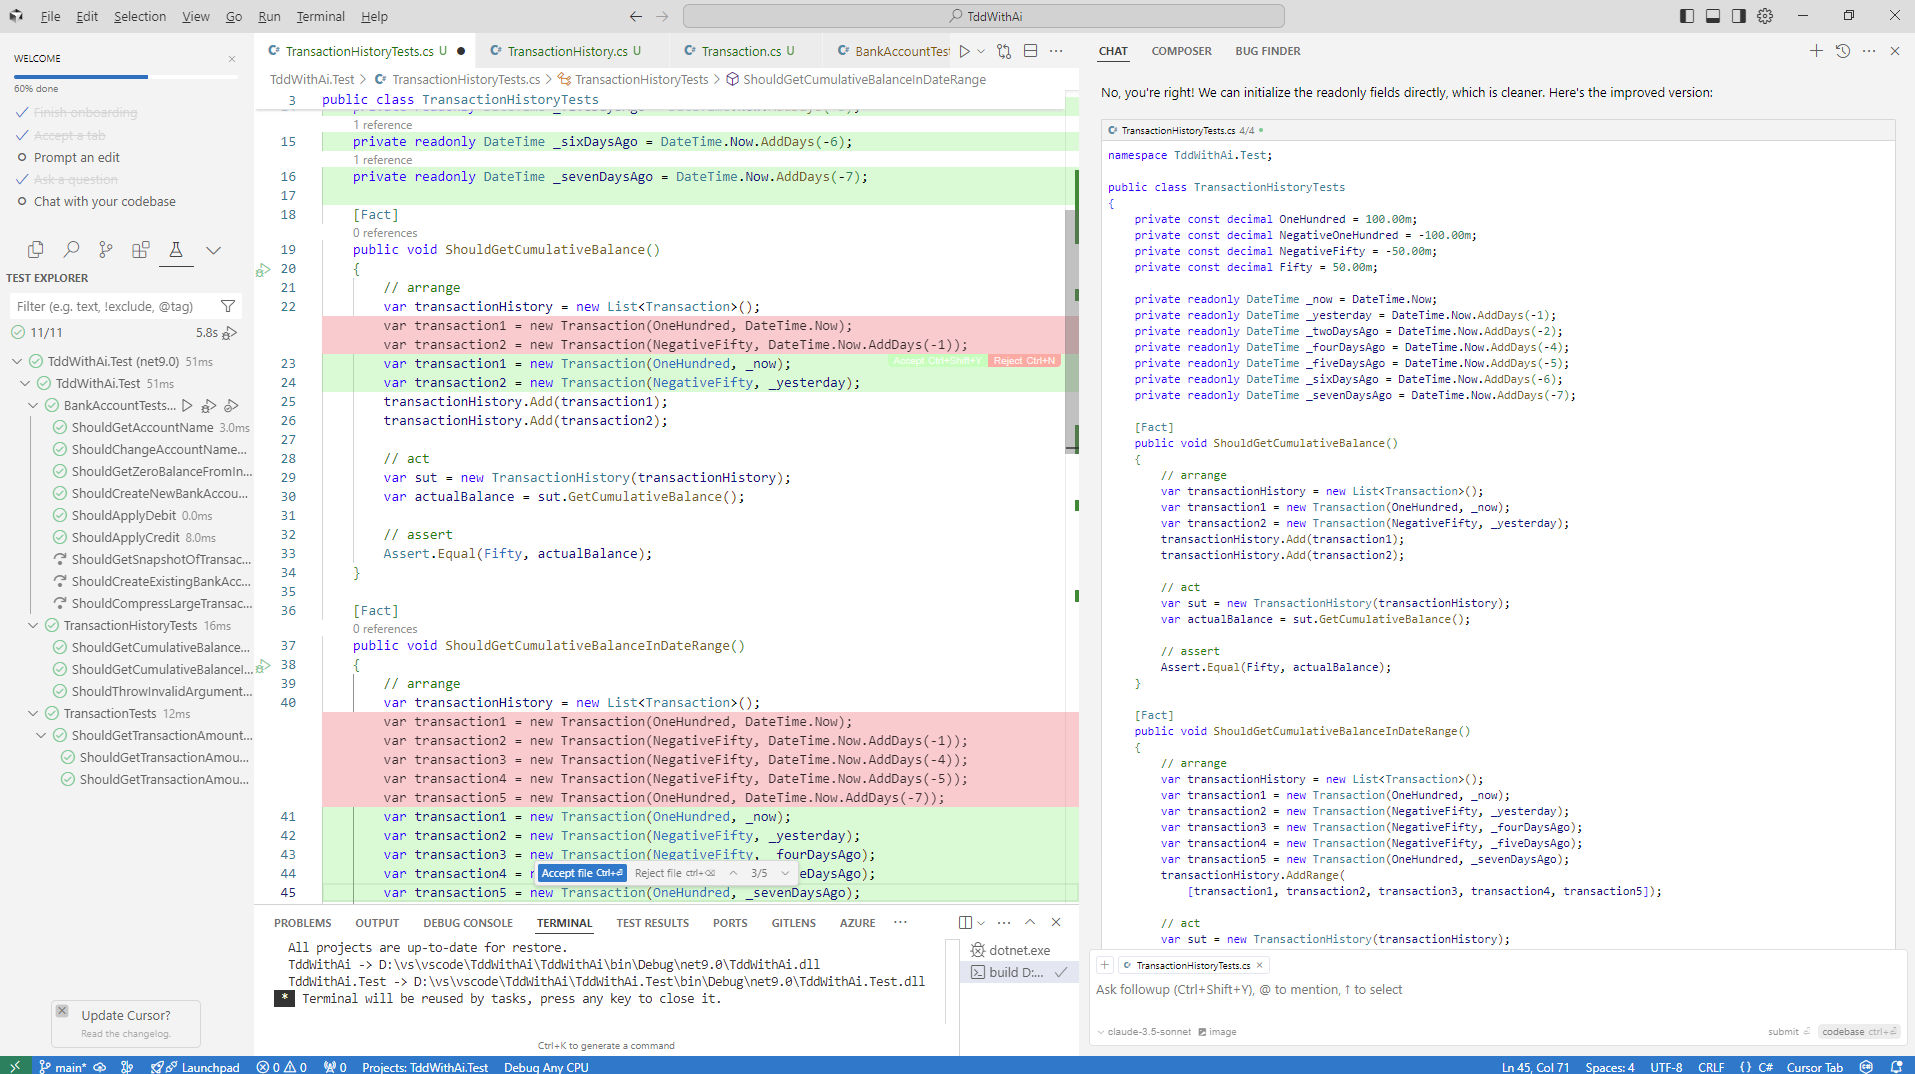 File Edit Selection View Go Run Terminal Help
TddWithAi
WELCOME
60% done
Finish onboarding
Accept a tab
Prompt an edit
Ask a question
Chat with your codebase
TEST EXPLORER
Filter (e.g. text, !exclude, @tag)
11/11 5.8s
TddWithAi.Test (net9.0) 51ms
TddWithAi.Test 51ms
BankAccountTests...
ShouldGetAccountName 3.0ms
ShouldChangeAccountName...
ShouldGetZeroBalanceFromIn...
ShouldCreateNewBankAccou...
ShouldApplyDebit 0.0ms
ShouldApplyCredit 8.0ms
ShouldGetSnapshotOfTransac...
ShouldCreateExistingBankAcc...
ShouldCompressLargeTransac...
TransactionHistoryTests 16ms
ShouldGetCumulativeBalance...
ShouldGetCumulativeBalanceI...
ShouldThrowInvalidArgument...
TransactionTests 12ms
ShouldGetTransactionAmount...
ShouldGetTransactionAmou...
ShouldGetTransactionAmou...
Update Cursor?
Read the changelog.
TransactionHistoryTests.cs U
TransactionHistory.cs U
Transaction.cs U
BankAccountTest
TddWithAi.Test > TransactionHistoryTests.cs > TransactionHistoryTests > ShouldGetCumulativeBalanceInDateRange
3 public class TransactionHistoryTests
1 reference
15 private readonly DateTime _sixDaysAgo = DateTime.Now.AddDays(-6);
1 reference
16 private readonly DateTime _sevenDaysAgo = DateTime.Now.AddDays(-7);
17
18 [Fact]
0 references
19 public void ShouldGetCumulativeBalance()
20 {
21 // arrange
22 var transactionHistory = new List<Transaction>();
var transaction1 = new Transaction(OneHundred, DateTime.Now);
var transaction2 = new Transaction(NegativeFifty, DateTime.Now.AddDays(-1));
23 var transaction1 = new Transaction(OneHundred, _now);
Accept Ctrl+Shift+Y Reject Ctrl+N
24 var transaction2 = new Transaction(NegativeFifty, _yesterday);
25 transactionHistory.Add(transaction1);
26 transactionHistory.Add(transaction2);
27
28 // act
29 var sut = new TransactionHistory(transactionHistory);
30 var actualBalance = sut.GetCumulativeBalance();
31
32 // assert
33 Assert.Equal(Fifty, actualBalance);
34 }
35
36 [Fact]
0 references
37 public void ShouldGetCumulativeBalanceInDateRange()
38 {
39 // arrange
40 var transactionHistory = new List<Transaction>();
var transaction1 = new Transaction(OneHundred, DateTime.Now);
var transaction2 = new Transaction(NegativeFifty, DateTime.Now.AddDays(-1));
var transaction3 = new Transaction(NegativeFifty, DateTime.Now.AddDays(-4));
var transaction4 = new Transaction(NegativeFifty, DateTime.Now.AddDays(-5));
var transaction5 = new Transaction(OneHundred, DateTime.Now.AddDays(-7));
41 var transaction1 = new Transaction(OneHundred, _now);
42 var transaction2 = new Transaction(NegativeFifty, _yesterday);
43 var transaction3 = new Transaction(NegativeFifty, _fourDaysAgo);
44 var transaction4 = eDaysAgo);
Accept file Ctrl+⏎ Reject file ctrl+⌫ 3/5
45 var transaction5 = new Transaction(OneHundred, _sevenDaysAgo);
PROBLEMS OUTPUT DEBUG CONSOLE TERMINAL TEST RESULTS PORTS GITLENS AZURE ...
All projects are up-to-date for restore.
TddWithAi -> D:\vs\vscode\TddWithAi\TddWithAi\bin\Debug\net9.0\TddWithAi.dll
TddWithAi.Test -> D:\vs\vscode\TddWithAi\TddWithAi.Test\bin\Debug\net9.0\TddWithAi.Test.dll
* Terminal will be reused by tasks, press any key to close it.
dotnet.exe
build D:...
Ctrl+K to generate a command
CHAT COMPOSER BUG FINDER
No, you're right! We can initialize the readonly fields directly, which is cleaner. Here's the improved version:
TransactionHistoryTests.cs 4/4
namespace TddWithAi.Test;
public class TransactionHistoryTests
{
private const decimal OneHundred = 100.00m;
private const decimal NegativeOneHundred = -100.00m;
private const decimal NegativeFifty = -50.00m;
private const decimal Fifty = 50.00m;
private readonly DateTime _now = DateTime.Now;
private readonly DateTime _yesterday = DateTime.Now.AddDays(-1);
private readonly DateTime _twoDaysAgo = DateTime.Now.AddDays(-2);
private readonly DateTime _fourDaysAgo = DateTime.Now.AddDays(-4);
private readonly DateTime _fiveDaysAgo = DateTime.Now.AddDays(-5);
private readonly DateTime _sixDaysAgo = DateTime.Now.AddDays(-6);
private readonly DateTime _sevenDaysAgo = DateTime.Now.AddDays(-7);
[Fact]
public void ShouldGetCumulativeBalance()
{
// arrange
var transactionHistory = new List<Transaction>();
var transaction1 = new Transaction(OneHundred, _now);
var transaction2 = new Transaction(NegativeFifty, _yesterday);
transactionHistory.Add(transaction1);
transactionHistory.Add(transaction2);
// act
var sut = new TransactionHistory(transactionHistory);
var actualBalance = sut.GetCumulativeBalance();
// assert
Assert.Equal(Fifty, actualBalance);
}
[Fact]
public void ShouldGetCumulativeBalanceInDateRange()
{
// arrange
var transactionHistory = new List<Transaction>();
var transaction1 = new Transaction(OneHundred, _now);
var transaction2 = new Transaction(NegativeFifty, _yesterday);
var transaction3 = new Transaction(NegativeFifty, _fourDaysAgo);
var transaction4 = new Transaction(NegativeFifty, _fiveDaysAgo);
var transaction5 = new Transaction(OneHundred, _sevenDaysAgo);
transactionHistory.AddRange(
[transaction1, transaction2, transaction3, transaction4, transaction5]);
// act
var sut = new TransactionHistory(transactionHistory);
TransactionHistoryTests.cs
Ask followup (Ctrl+Shift+Y), @ to mention, ↑ to select
claude-3.5-sonnet image submit codebase ctrl+⏎
main* Launchpad 0 0 0 Projects: TddWithAi.Test Debug Any CPU
Ln 45, Col 71 Spaces: 4 UTF-8 CRLF {} C# Cursor Tab